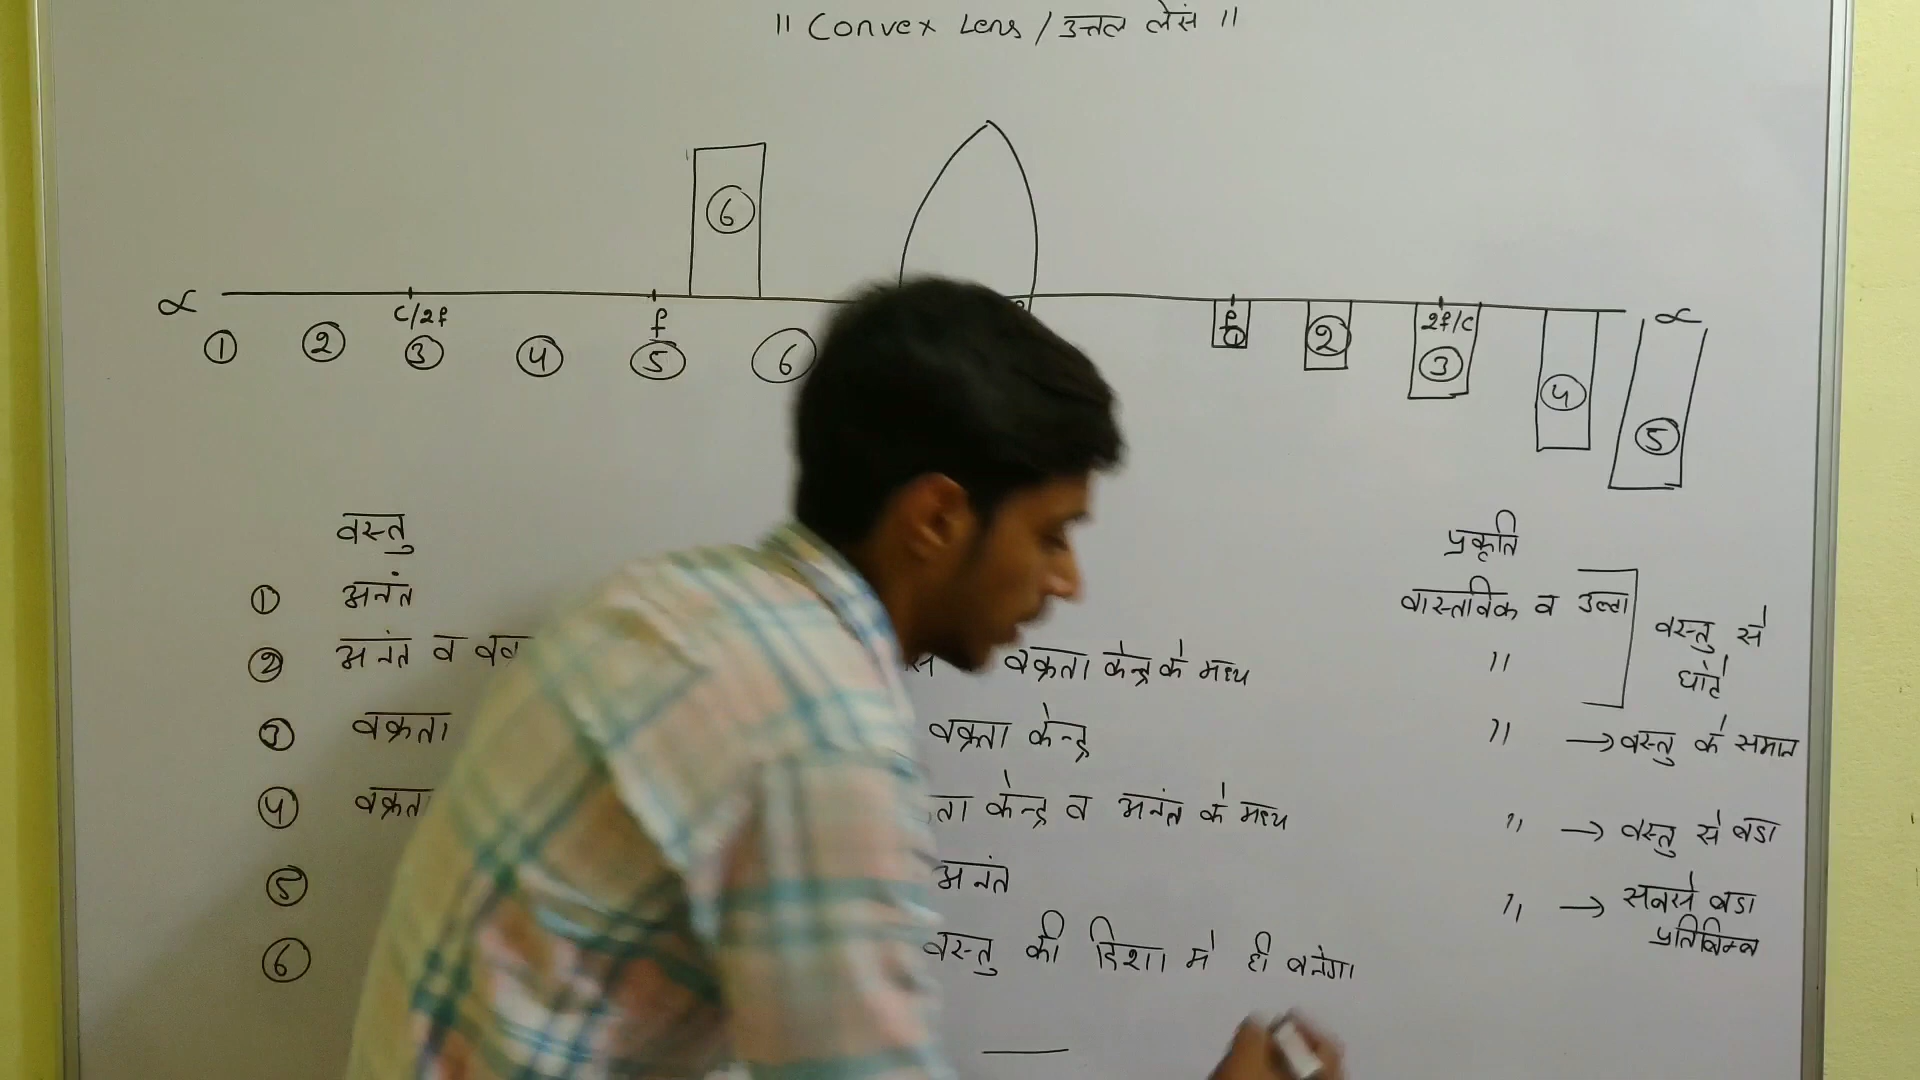 " Convex Lens / उत्तल लेसं "
6
∝ C/2f f f 2f/C ∝
1 2 3 4 5 6 1 2 3 4 5
वस्तु प्रकृति
1 अनंत वास्तविक व उल्टा वस्तु से
2 अनंत व वक्र वक्रता केन्द्र के मध्य " छोटे
3 वक्रता वक्रता केन्द्र " → वस्तु के समान
4 वक्रता ता केन्द्र व अनंत के मध्य " → वस्तु से बडा
5 अनंत " → सबसे बडा
प्रतिबिम्ब
6 वस्तु की दिशा मे ही बनेगा